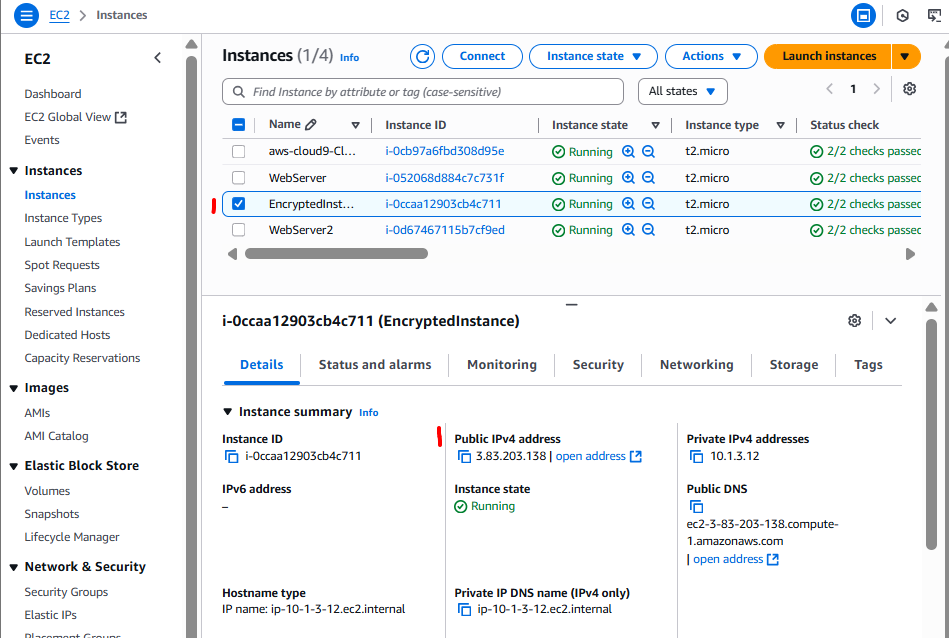 EC2 > Instances
EC2
Dashboard
EC2 Global View
Events
Instances
Instances
Instance Types
Launch Templates
Spot Requests
Savings Plans
Reserved Instances
Dedicated Hosts
Capacity Reservations
Images
AMIs
AMI Catalog
Elastic Block Store
Volumes
Snapshots
Lifecycle Manager
Network & Security
Security Groups
Elastic IPs
Placement Groups
Instances (1/4) Info
Connect
Instance state
Actions
Launch instances
Find Instance by attribute or tag (case-sensitive)
All states
1
Name Instance ID Instance state Instance type Status check
aws-cloud9-Cl... i-0cb97a6fbd308d95e Running t2.micro 2/2 checks passed
WebServer i-052068d884c7c731f Running t2.micro 2/2 checks passed
EncryptedInst... i-0ccaa12903cb4c711 Running t2.micro 2/2 checks passed
WebServer2 i-0d67467115b7cf9ed Running t2.micro 2/2 checks passed
i-0ccaa12903cb4c711 (EncryptedInstance)
Details Status and alarms Monitoring Security Networking Storage Tags
Instance summary Info
Instance ID
i-0ccaa12903cb4c711
Public IPv4 address
3.83.203.138 | open address
Private IPv4 addresses
10.1.3.12
IPv6 address
–
Instance state
Running
Public DNS
ec2-3-83-203-138.compute-
1.amazonaws.com
| open address
Hostname type
IP name: ip-10-1-3-12.ec2.internal
Private IP DNS name (IPv4 only)
ip-10-1-3-12.ec2.internal